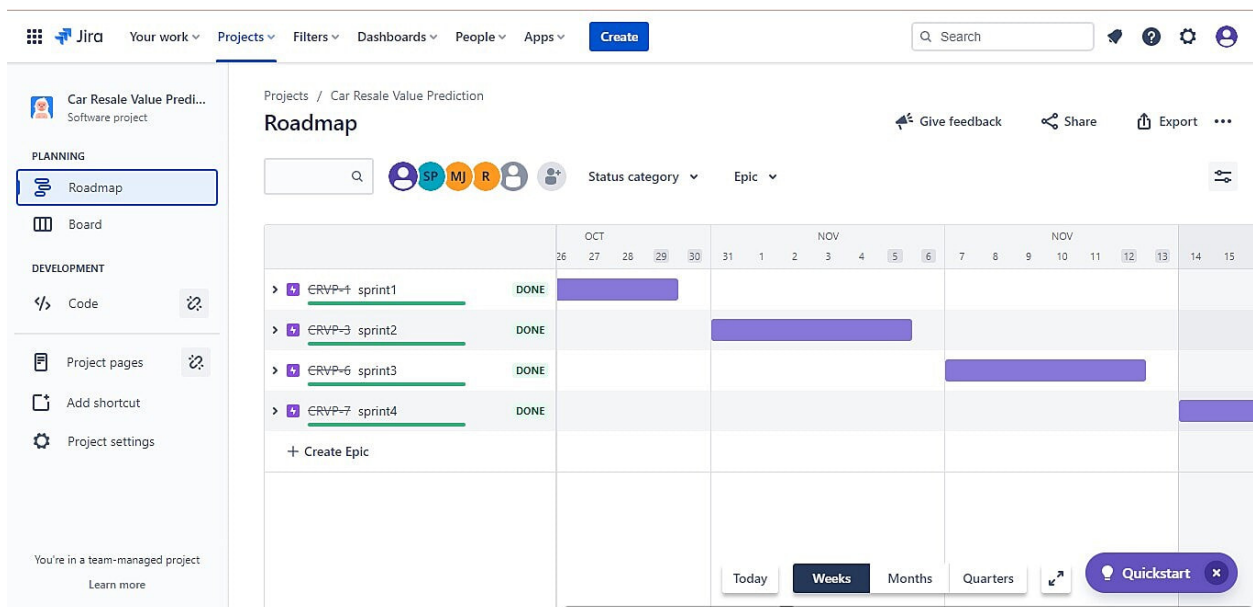 Jira Your work Projects Filters Dashboards People Apps Create Search
Car Resale Value Predi...
Software project
PLANNING
Roadmap
Board
DEVELOPMENT
Code
Project pages
Add shortcut
Project settings
You're in a team-managed project
Learn more
Projects / Car Resale Value Prediction
Roadmap
Give feedback Share Export
SP MJ R Status category Epic
OCT NOV NOV
26 27 28 29 30 31 1 2 3 4 5 6 7 8 9 10 11 12 13 14 15
CRVP-1 sprint1 DONE
CRVP-3 sprint2 DONE
CRVP-6 sprint3 DONE
CRVP-7 sprint4 DONE
+ Create Epic
Today Weeks Months Quarters Quickstart